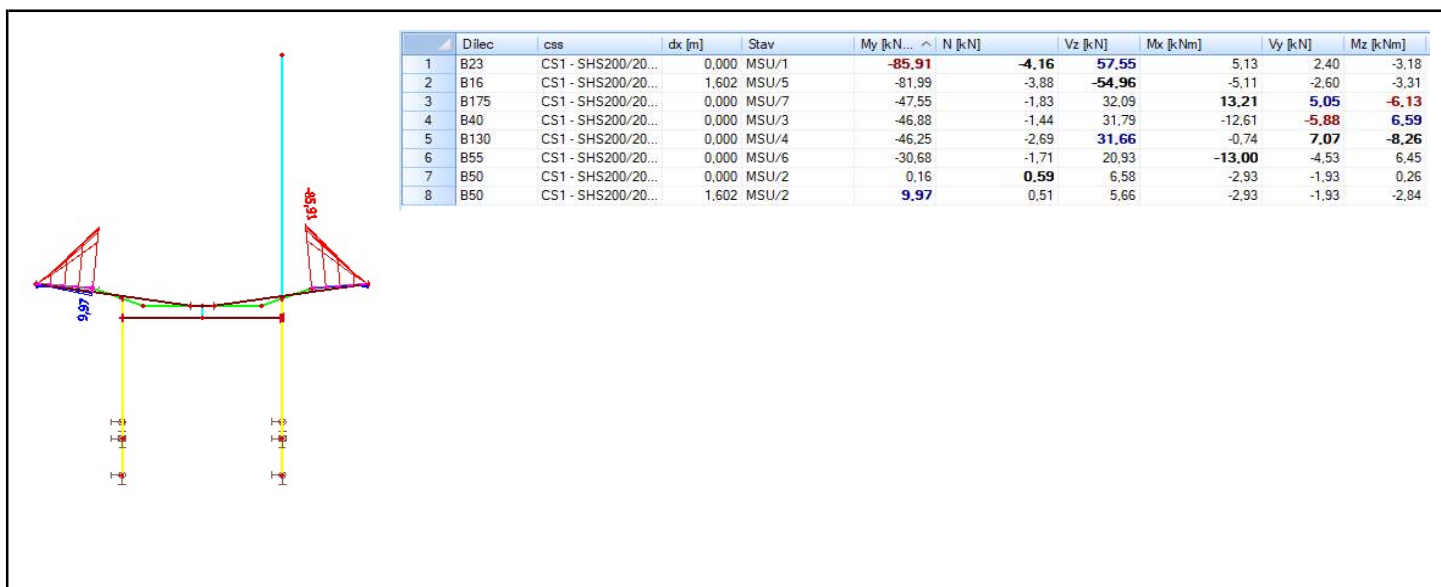 Dílec css dx [m] Stav My [kN... N [kN] Vz [kN] Mx [kNm] Vy [kN] Mz [kNm]
1 B23 CS1 - SHS200/20... 0,000 MSU/1 -85,91 -4,16 57,55 5,13 2,40 -3,18
2 B16 CS1 - SHS200/20... 1,602 MSU/5 -81,99 -3,88 -54,96 -5,11 -2,60 -3,31
3 B175 CS1 - SHS200/20... 0,000 MSU/7 -47,55 -1,83 32,09 13,21 5,05 -6,13
4 B40 CS1 - SHS200/20... 0,000 MSU/3 -46,88 -1,44 31,79 -12,61 -5,88 6,59
5 B130 CS1 - SHS200/20... 0,000 MSU/4 -46,25 -2,69 31,66 -0,74 7,07 -8,26
6 B55 CS1 - SHS200/20... 0,000 MSU/6 -30,68 -1,71 20,93 -13,00 -4,53 6,45
7 B50 CS1 - SHS200/20... 0,000 MSU/2 0,16 0,59 6,58 -2,93 -1,93 0,26
8 B50 CS1 - SHS200/20... 1,602 MSU/2 9,97 0,51 5,66 -2,93 -1,93 -2,84
-85,91
9,97